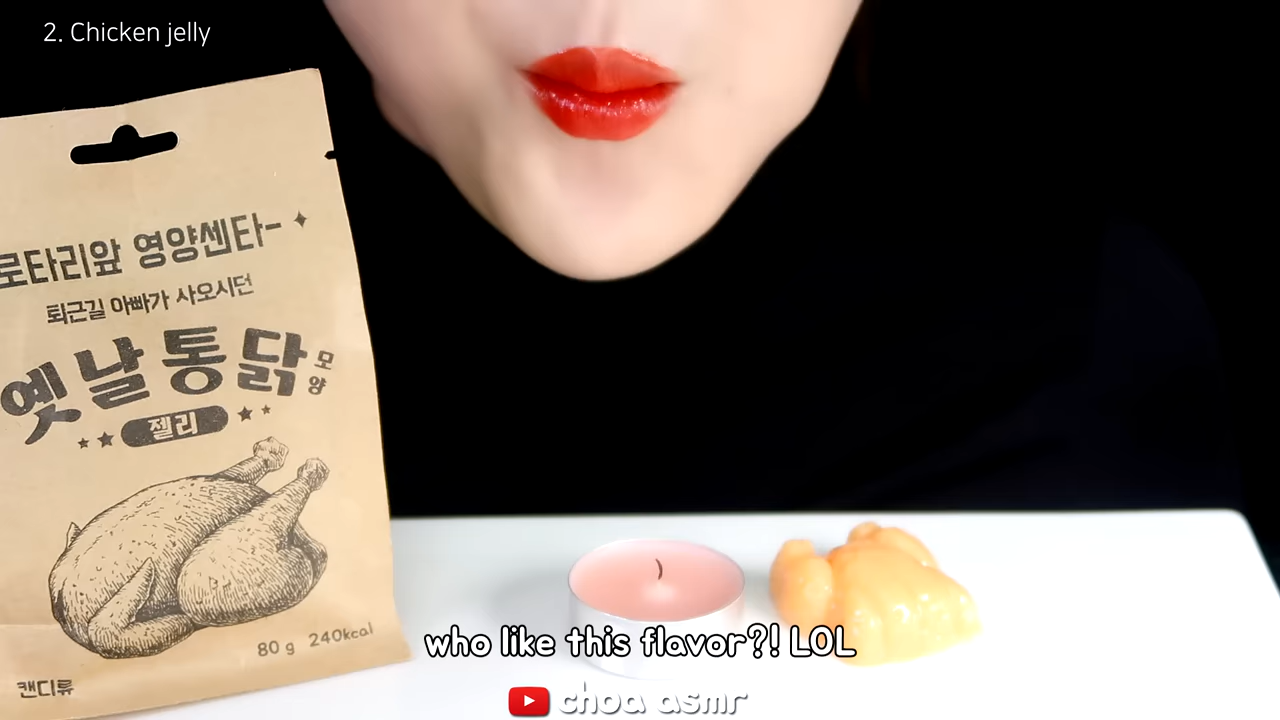 2. Chicken jelly
로타리앞 영양센타-
퇴근길 아빠가 사오시던
옛날통닭
모양
젤리
80 g 240kcal
캔디류
who like this flavor?! LOL
choa asmr